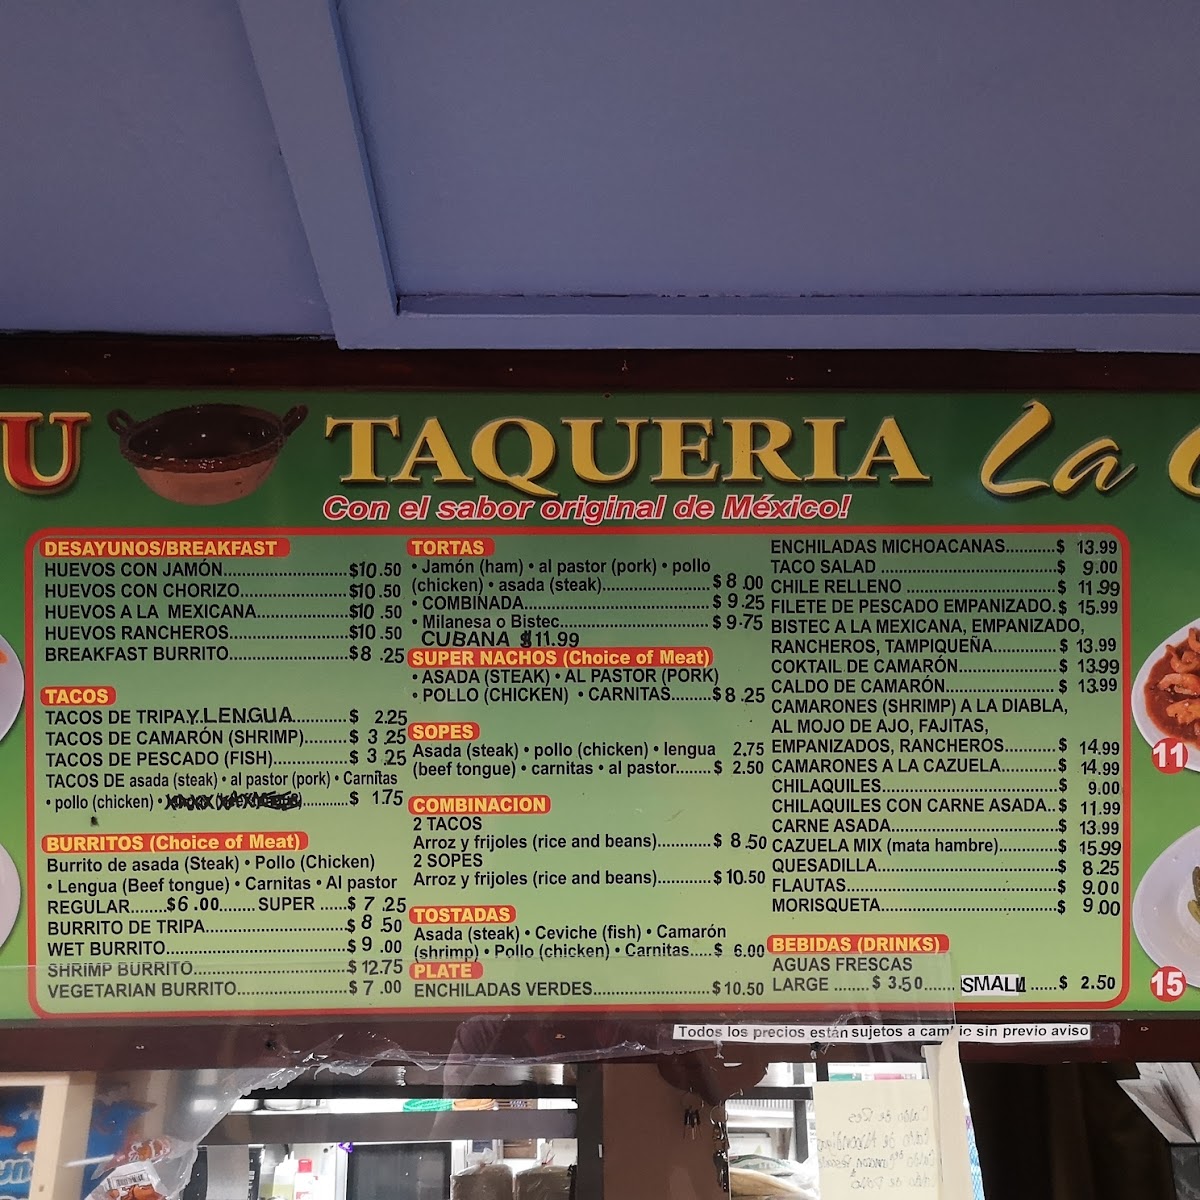 U TAQUERIA La
Con el sabor original de México!
DESAYUNOS/BREAKFAST
HUEVOS CON JAMÓN..........$10.50
HUEVOS CON CHORIZO..........$10.50
HUEVOS A LA MEXICANA..........$10.50
HUEVOS RANCHEROS..........$10.50
BREAKFAST BURRITO..........$8.25
TACOS
TACOS DE TRIPA Y LENGUA..........$ 2.25
TACOS DE CAMARÓN (SHRIMP)..........$ 3.25
TACOS DE PESCADO (FISH)..........$ 3.25
TACOS DE asada (steak) • al pastor (pork) • Carnitas
• pollo (chicken) • ..........$ 1.75
BURRITOS (Choice of Meat)
Burrito de asada (Steak) • Pollo (Chicken)
• Lengua (Beef tongue) • Carnitas • Al pastor
REGULAR.......$6.00........SUPER ......$ 7.25
BURRITO DE TRIPA..........$ 8.50
WET BURRITO..........$ 9.00
SHRIMP BURRITO..........$ 12.75
VEGETARIAN BURRITO..........$ 7.00
TORTAS
• Jamón (ham) • al pastor (pork) • pollo
(chicken) • asada (steak)..........$ 8.00
• COMBINADA..........$ 9.25
• Milanesa o Bistec..........$ 9.75
CUBANA $11.99
SUPER NACHOS (Choice of Meat)
• ASADA (STEAK) • AL PASTOR (PORK)
• POLLO (CHICKEN) • CARNITAS........$8.25
SOPES
Asada (steak) • pollo (chicken) • lengua 2.75
(beef tongue) • carnitas • al pastor........$ 2.50
COMBINACION
2 TACOS
Arroz y frijoles (rice and beans)............$ 8.50
2 SOPES
Arroz y frijoles (rice and beans)............$10.50
TOSTADAS
Asada (steak) • Ceviche (fish) • Camarón
(shrimp) • Pollo (chicken) • Carnitas.....$ 6.00
PLATE
ENCHILADAS VERDES..........$10.50
ENCHILADAS MICHOACANAS..........$ 13.99
TACO SALAD ..........$ 9.00
CHILE RELLENO ..........$ 11.99
FILETE DE PESCADO EMPANIZADO.$ 15.99
BISTEC A LA MEXICANA, EMPANIZADO,
RANCHEROS, TAMPIQUEÑA..........$ 13.99
COKTAIL DE CAMARÓN..........$ 13.99
CALDO DE CAMARÓN..........$ 13.99
CAMARONES (SHRIMP) A LA DIABLA,
AL MOJO DE AJO, FAJITAS,
EMPANIZADOS, RANCHEROS..........$ 14.99
CAMARONES A LA CAZUELA..........$ 14.99
CHILAQUILES..........$ 9.00
CHILAQUILES CON CARNE ASADA..$ 11.99
CARNE ASADA..........$ 13.99
CAZUELA MIX (mata hambre)..........$ 15.99
QUESADILLA..........$ 8.25
FLAUTAS..........$ 9.00
MORISQUETA..........$ 9.00
BEBIDAS (DRINKS)
AGUAS FRESCAS
LARGE .......$ 3.50...... SMALL ......$ 2.50
11
15
Todos los precios están sujetos a cambio sin previo aviso